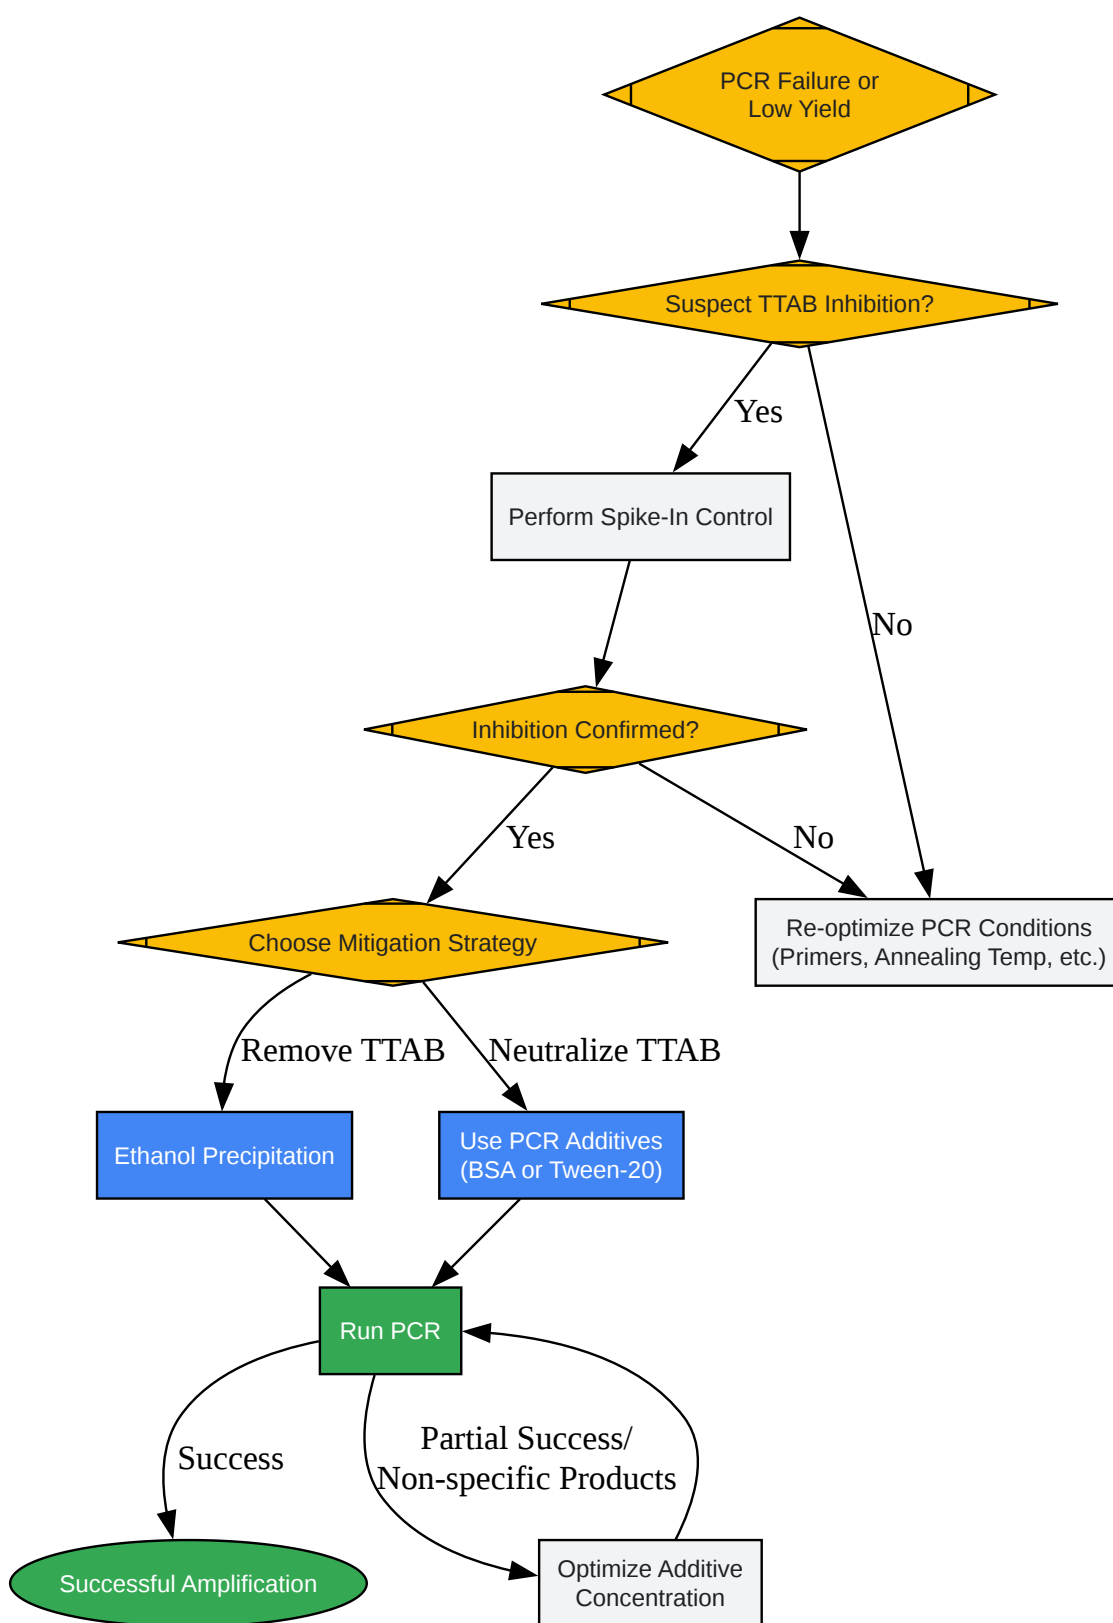 PCR Failure or
Low Yield
Suspect TTAB Inhibition?
Yes
Perform Spike-In Control
No
Inhibition Confirmed?
Yes
No
Choose Mitigation Strategy
Re-optimize PCR Conditions
(Primers, Annealing Temp, etc.)
Remove TTAB
Neutralize TTAB
Ethanol Precipitation
Use PCR Additives
(BSA or Tween-20)
Run PCR
Success
Partial Success/
Non-specific Products
Successful Amplification
Optimize Additive
Concentration